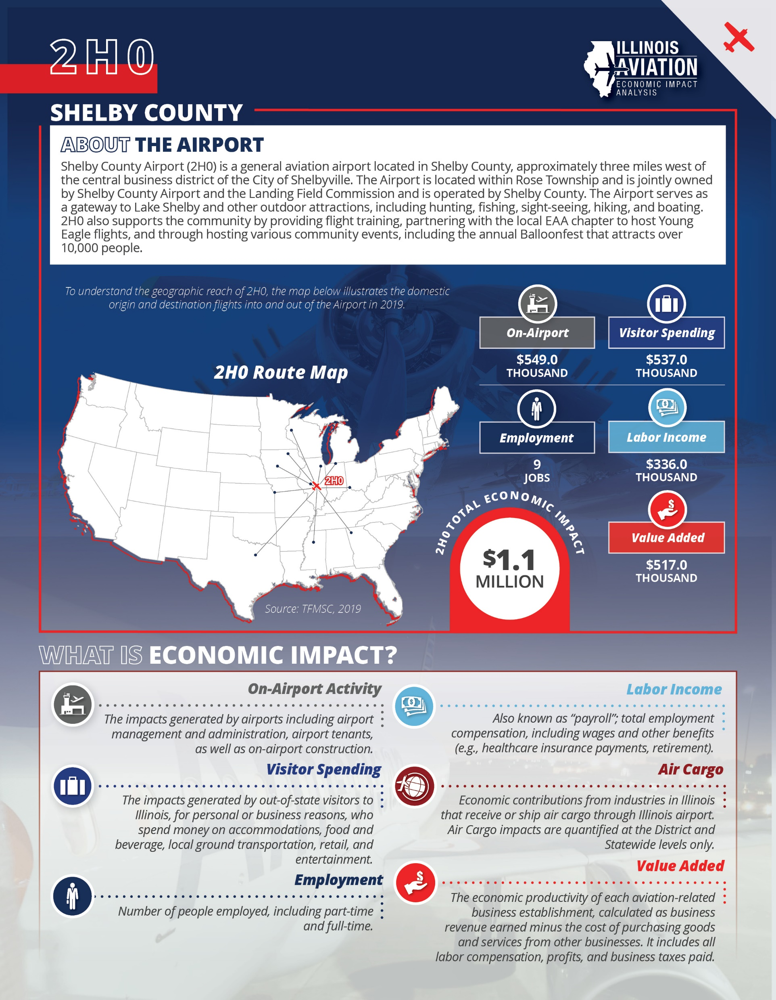 2H0
ILLINOIS
AVIATION
ECONOMIC IMPACT
ANALYSIS
SHELBY COUNTY
ABOUT THE AIRPORT
Shelby County Airport (2H0) is a general aviation airport located in Shelby County, approximately three miles west of
the central business district of the City of Shelbyville. The Airport is located within Rose Township and is jointly owned
by Shelby County Airport and the Landing Field Commission and is operated by Shelby County. The Airport serves as
a gateway to Lake Shelby and other outdoor attractions, including hunting, fishing, sight-seeing, hiking, and boating.
2H0 also supports the community by providing flight training, partnering with the local EAA chapter to host Young
Eagle flights, and through hosting various community events, including the annual Balloonfest that attracts over
10,000 people.
To understand the geographic reach of 2H0, the map below illustrates the domestic
origin and destination flights into and out of the Airport in 2019.
2H0 Route Map
2H0
Source: TFMSC, 2019
On-Airport
$549.0
THOUSAND
Visitor Spending
$537.0
THOUSAND
Employment
9
JOBS
Labor Income
$336.0
THOUSAND
2H0 TOTAL ECONOMIC IMPACT
$1.1
MILLION
Value Added
$517.0
THOUSAND
WHAT IS ECONOMIC IMPACT?
On-Airport Activity
The impacts generated by airports including airport
management and administration, airport tenants,
as well as on-airport construction.
Visitor Spending
The impacts generated by out-of-state visitors to
Illinois, for personal or business reasons, who
spend money on accommodations, food and
beverage, local ground transportation, retail, and
entertainment.
Employment
Number of people employed, including part-time
and full-time.
Labor Income
Also known as “payroll”; total employment
compensation, including wages and other benefits
(e.g., healthcare insurance payments, retirement).
Air Cargo
Economic contributions from industries in Illinois
that receive or ship air cargo through Illinois airport.
Air Cargo impacts are quantified at the District and
Statewide levels only.
Value Added
The economic productivity of each aviation-related
business establishment, calculated as business
revenue earned minus the cost of purchasing goods
and services from other businesses. It includes all
labor compensation, profits, and business taxes paid.